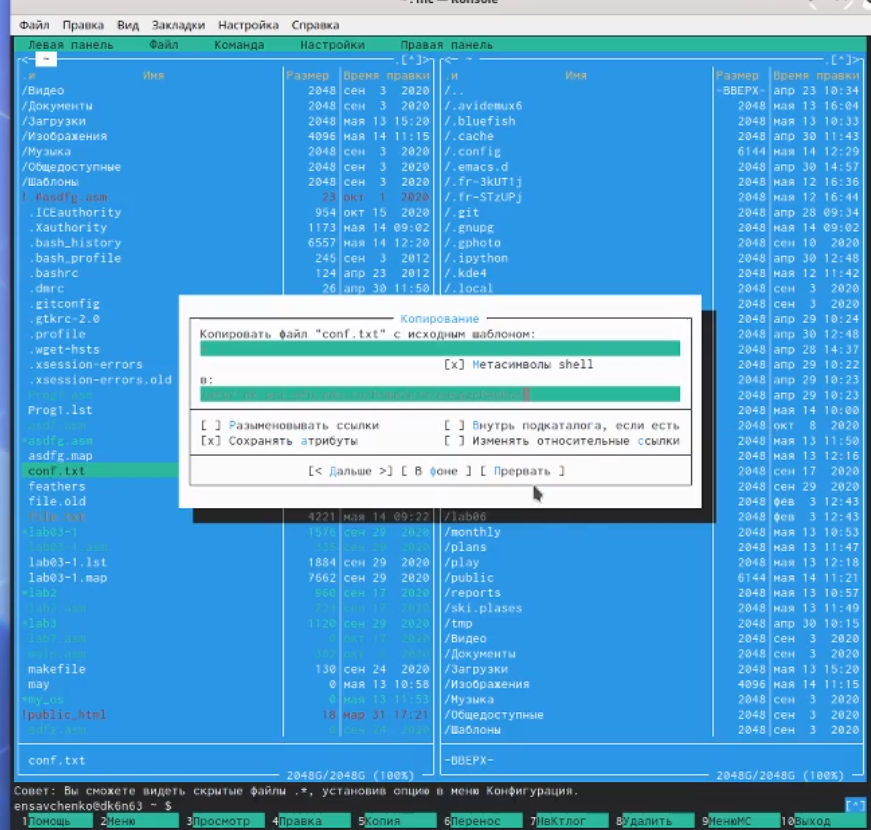 ~ : mc — Konsole
Файл Правка Вид Закладки Настройка Справка
Левая панель Файл Команда Настройки Правая панель
<— ~ .[^]> <— ~ .[^]>
.и Имя Размер Время правки .и Имя Размер Время правки
/Видео 2048 сен 3 2020 /.. -ВВЕРХ- апр 23 10:34
/Документы 2048 сен 3 2020 /.avidemux6 2048 мая 13 16:04
/Загрузки 2048 мая 13 15:20 /.bluefish 2048 мая 13 10:33
/Изображения 4096 мая 14 11:15 /.cache 2048 апр 30 11:43
/Музыка 2048 сен 3 2020 /.config 6144 мая 14 12:29
/Общедоступные 2048 сен 3 2020 /.emacs.d 2048 апр 30 14:57
/Шаблоны 2048 сен 3 2020 /.fr-3kUT1j 2048 мая 12 16:36
!.#asdfg.asm 23 окт 1 2020 /.fr-STzUPj 2048 мая 12 16:44
.ICEauthority 954 окт 15 2020 /.git 2048 апр 28 09:34
.Xauthority 1173 мая 14 09:02 /.gnupg 2048 мая 14 09:02
.bash_history 6557 мая 14 12:20 /.gphoto 2048 сен 10 2020
.bash_profile 245 сен 3 2012 /.ipython 2048 апр 30 12:48
.bashrc 124 апр 23 2012 /.kde4 2048 мая 12 11:42
.dmrc 26 апр 30 11:50 /.local 2048 сен 3 2020
.gitconfig 2048 сен 3 2020
.gtkrc-2.0 2048 апр 29 10:24
.profile 2048 апр 30 12:48
.wget-hsts 2048 апр 28 14:37
.xsession-errors 2048 апр 29 10:22
.xsession-errors.old 2048 апр 29 10:23
2048 апр 29 10:23
Prog1.lst 2048 мая 14 10:00
2048 окт 8 2020
*asdfg.asm 2048 мая 13 11:50
asdfg.map 2048 мая 13 12:16
conf.txt 2048 сен 17 2020
feathers 2048 сен 29 2020
file.old 2048 фев 3 12:43
Копирование
Копировать файл "conf.txt" с исходным шаблоном:
[x] Метасимволы shell
в:
[ ] Разыменовывать ссылки [ ] Внутрь подкаталога, если есть
[x] Сохранять атрибуты [ ] Изменять относительные ссылки
[< Дальше >] [ В фоне ] [ Прервать ]
file.txt 4221 мая 14 09:22 /lab06 2048 фев 3 12:43
*lab03-1 1576 сен 29 2020 /monthly 2048 мая 13 10:53
lab03-1.asm сен 29 2020 /plans 2048 мая 13 11:47
lab03-1.lst 1884 сен 29 2020 /play 2048 мая 13 12:18
lab03-1.map 7662 сен 29 2020 /public 6144 мая 14 11:21
*lab2 960 сен 17 2020 /reports 2048 мая 13 10:57
lab2.asm сен 17 2020 /ski.plases 2048 мая 13 11:49
*lab3 1120 сен 29 2020 /tmp 2048 апр 30 10:15
/Видео 2048 сен 3 2020
/Документы 2048 сен 3 2020
makefile 130 сен 24 2020 /Загрузки 2048 мая 13 15:20
may 0 мая 13 10:58 /Изображения 4096 мая 14 11:15
*my_os 0 мая 13 11:53 /Музыка 2048 сен 3 2020
!public_html 18 мар 31 17:21 /Общедоступные 2048 сен 3 2020
/Шаблоны 2048 сен 3 2020
conf.txt -ВВЕРХ-
2048G/2048G (100%) 2048G/2048G (100%)
Совет: Вы сможете видеть скрытые файлы .*, установив опцию в меню Конфигурация.
ensavchenko@dk6n63 ~ $ [^]
1Помощь 2Меню 3Просмотр 4Правка 5Копия 6Перенос 7НвКтлог 8Удалить 9МенюМС 10Выход